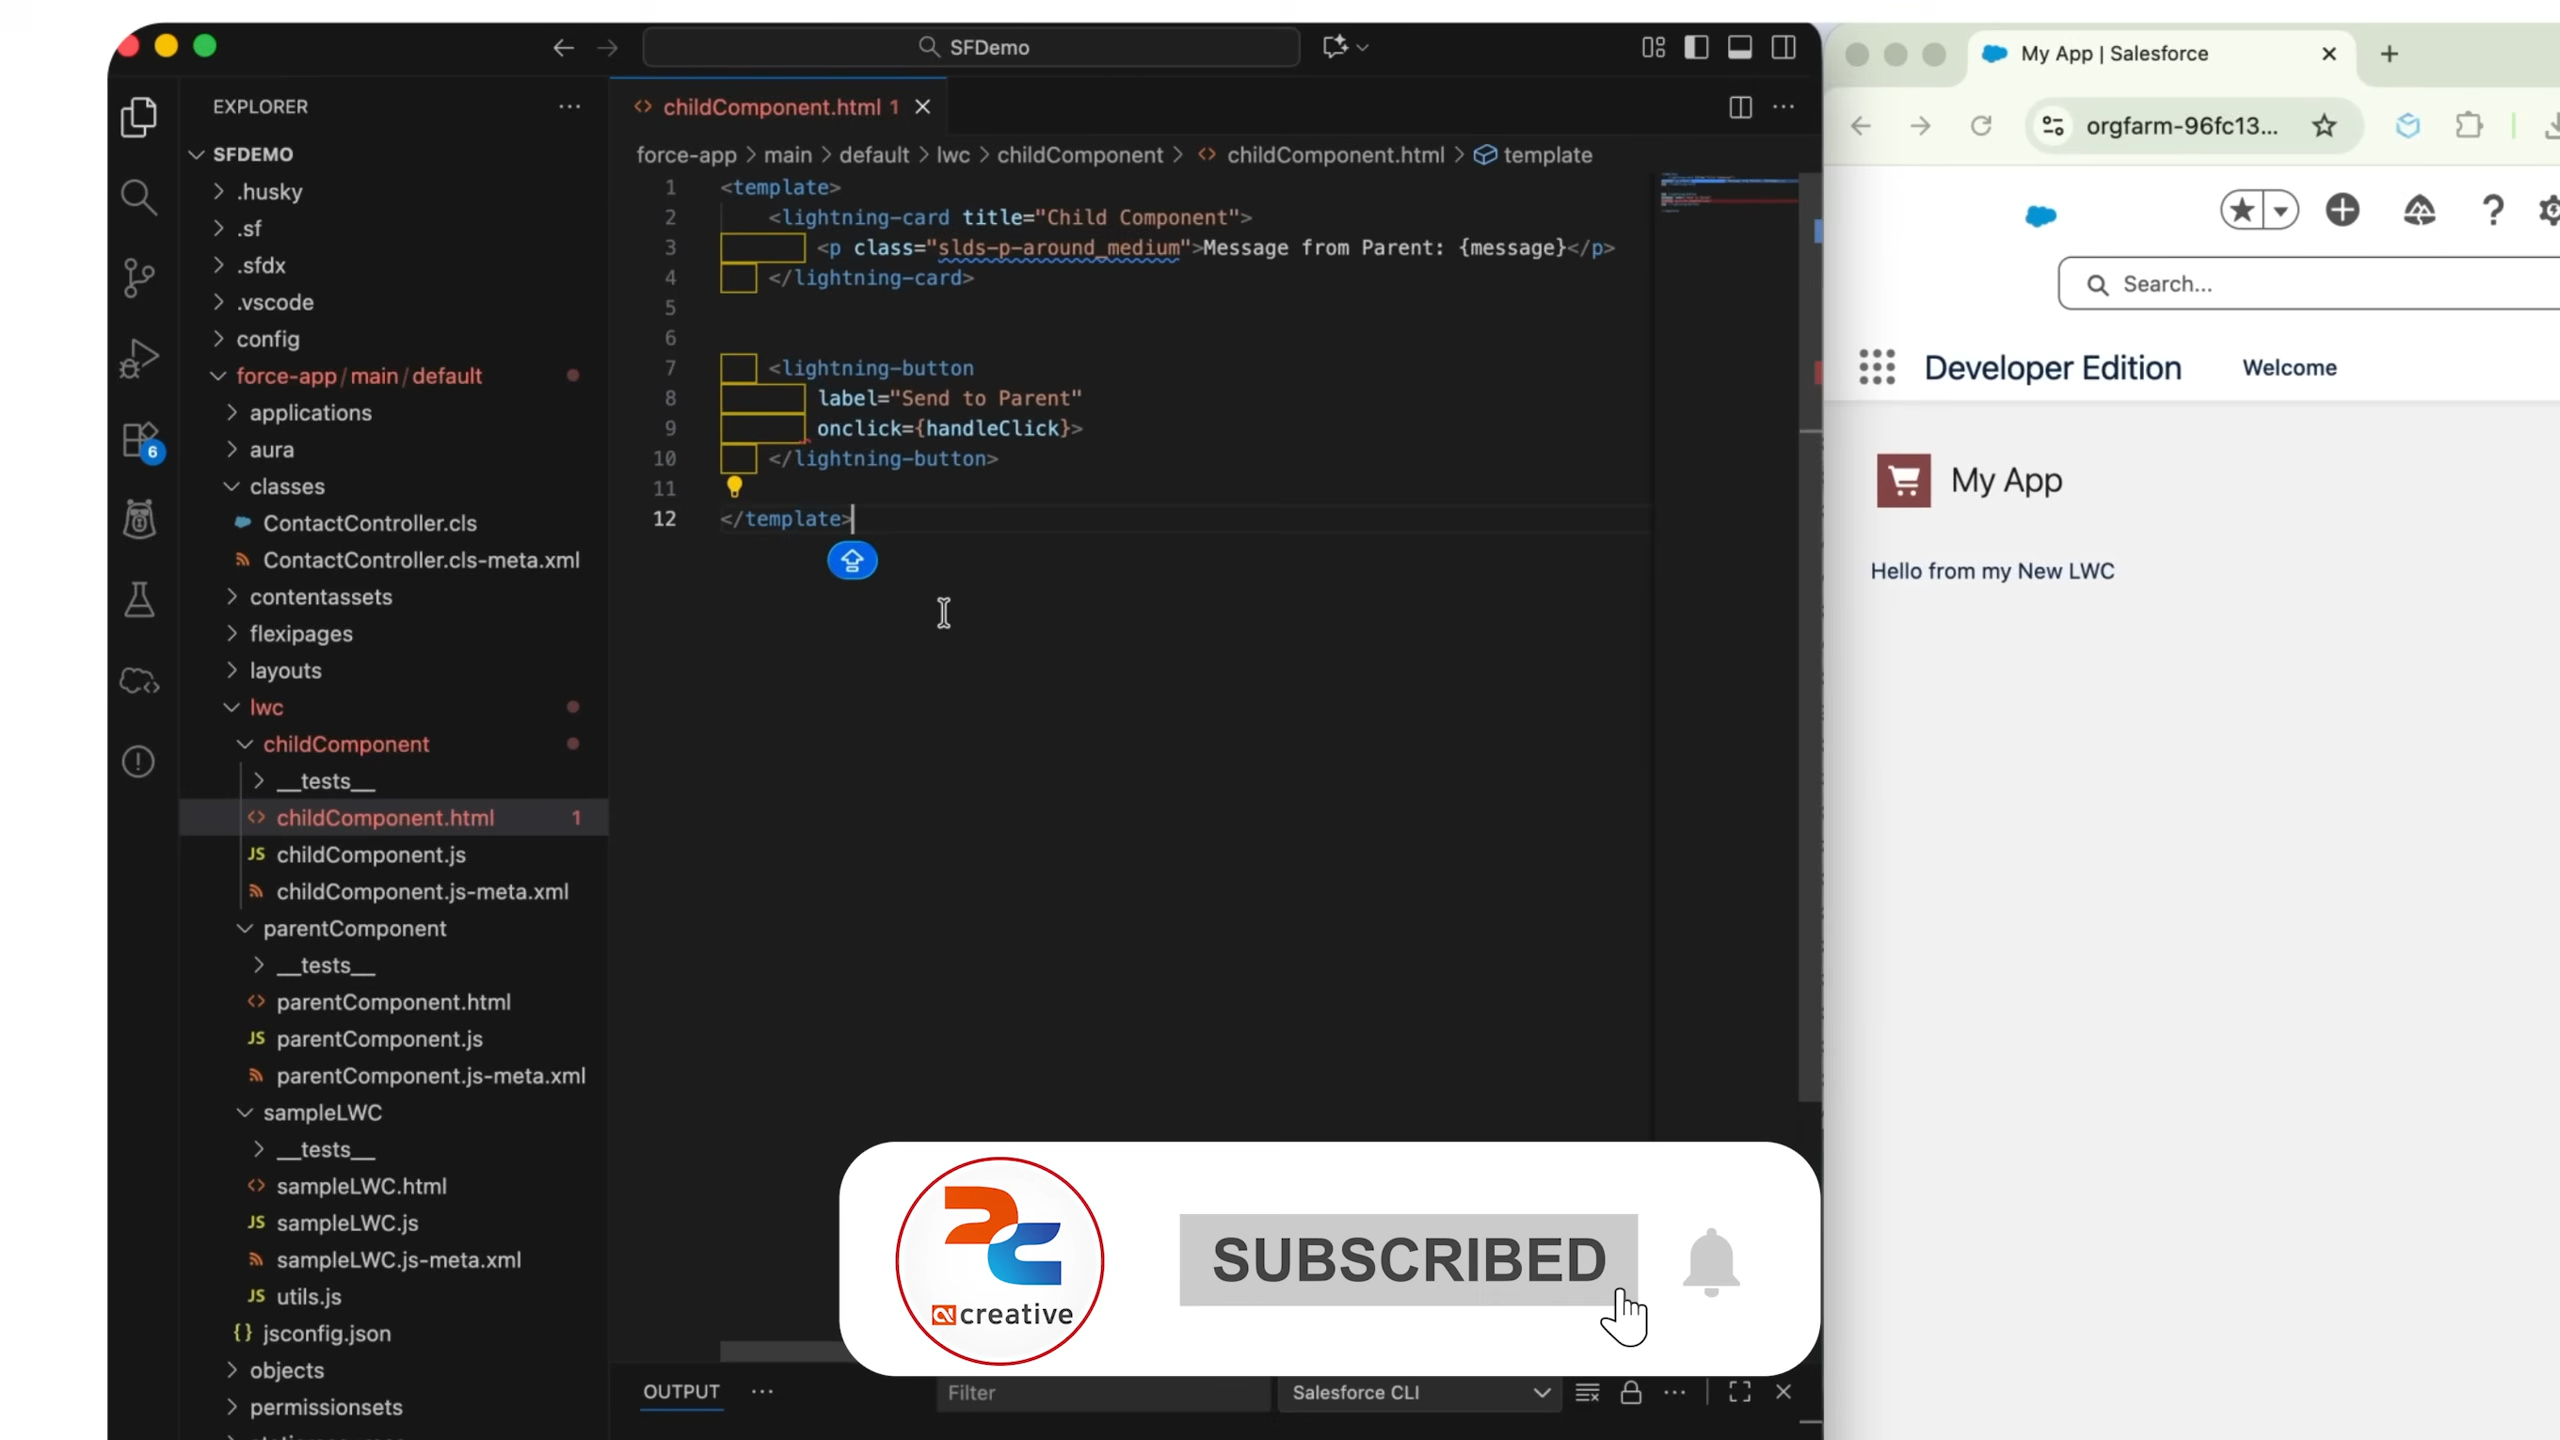 SFDemo
EXPLORER
SFDEMO
.husky
.sf
.sfdx
.vscode
config
force-app/main/default
applications
aura
classes
ContactController.cls
ContactController.cls-meta.xml
contentassets
flexipages
layouts
lwc
childComponent
__tests__
childComponent.html 1
JS childComponent.js
childComponent.js-meta.xml
parentComponent
__tests__
parentComponent.html
JS parentComponent.js
parentComponent.js-meta.xml
sampleLWC
__tests__
sampleLWC.html
JS sampleLWC.js
sampleLWC.js-meta.xml
JS utils.js
{} jsconfig.json
objects
permissionsets
6
childComponent.html 1
force-app > main > default > lwc > childComponent > childComponent.html > template
1 <template>
2 <lightning-card title="Child Component">
3 <p class="slds-p-around_medium">Message from Parent: {message}</p>
4 </lightning-card>
5
6
7 <lightning-button
8 label="Send to Parent"
9 onclick={handleClick}>
10 </lightning-button>
11
12 </template>
OUTPUT
Filter
Salesforce CLI
creative
SUBSCRIBED
My App | Salesforce
orgfarm-96fc13...
Search...
Developer Edition
Welcome
My App
Hello from my New LWC